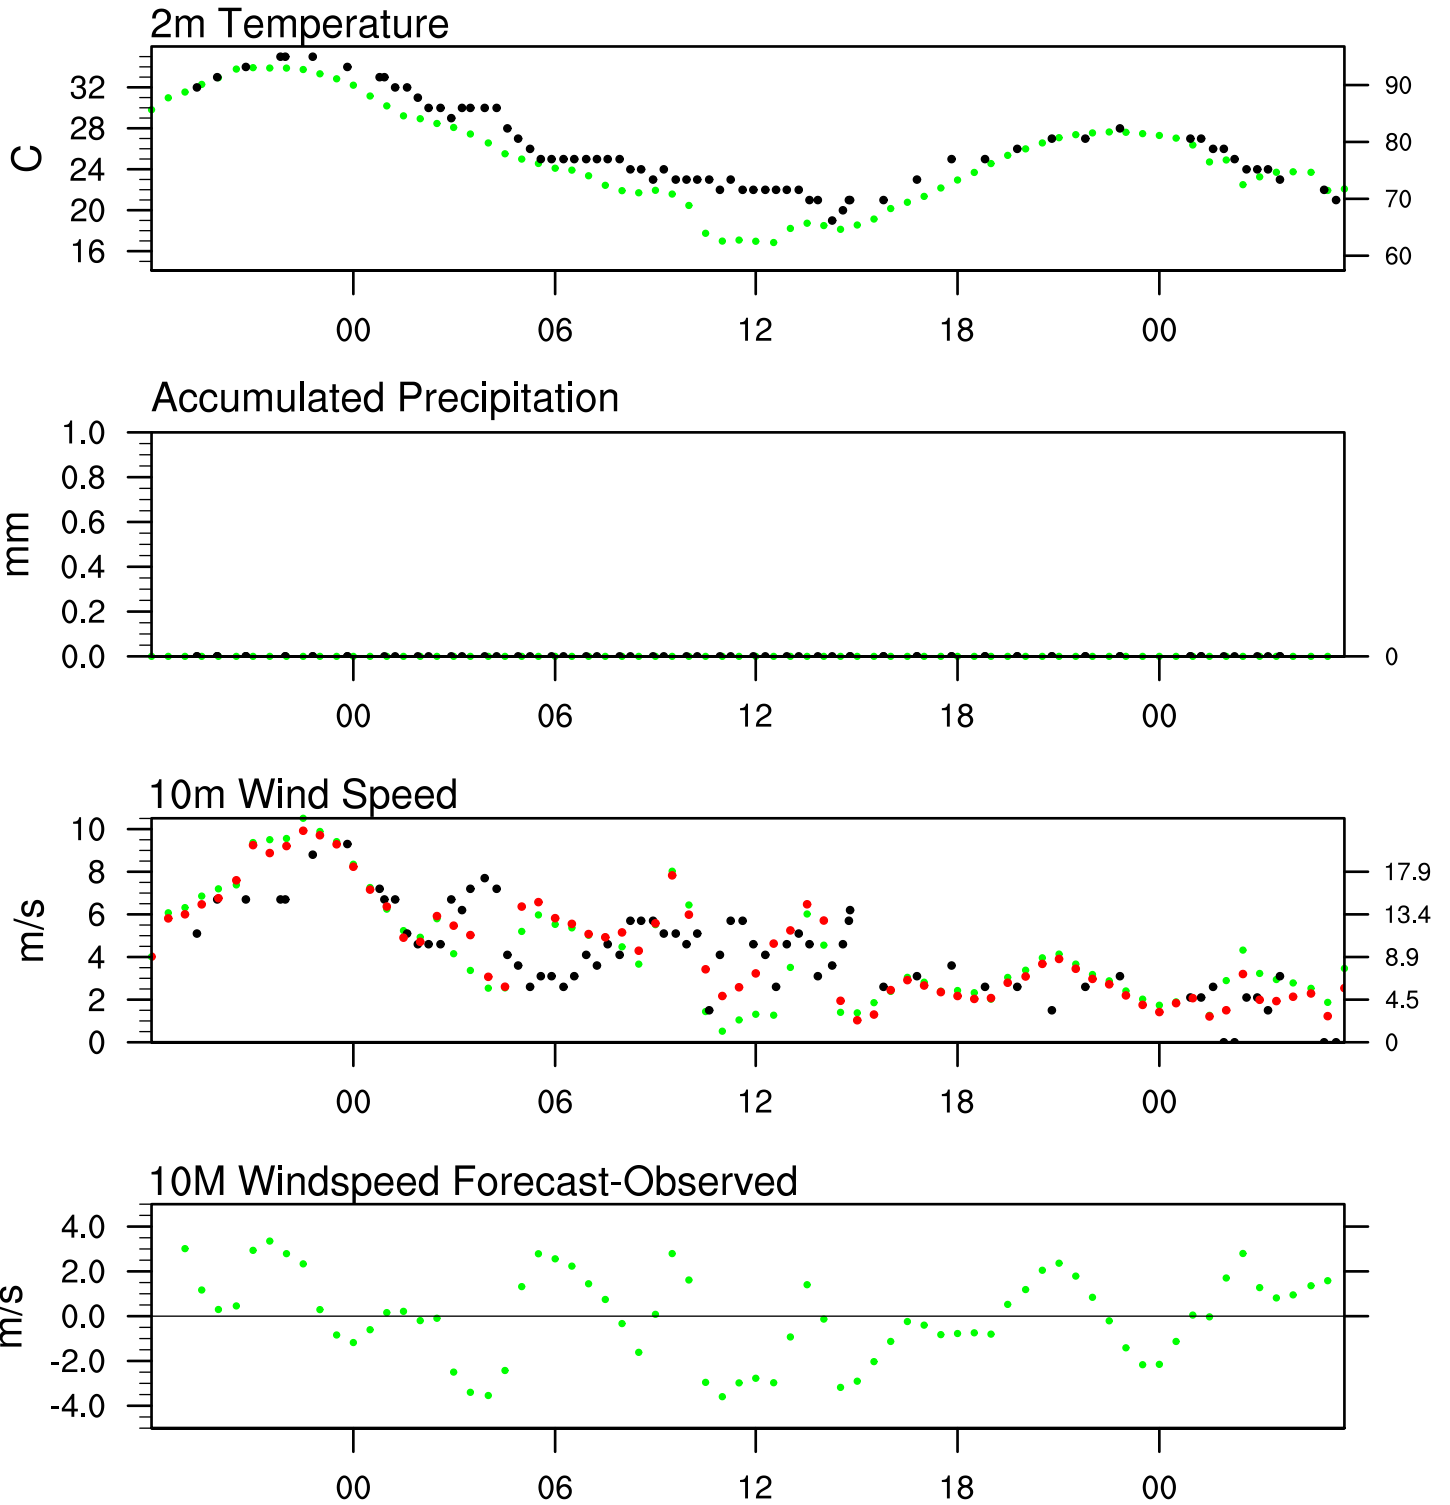 2m Temperature
C
32
28
24
20
16
90
80
70
60
00 06 12 18 00
Accumulated Precipitation
mm
1.0
0.8
0.6
0.4
0.2
0.0
0
00 06 12 18 00
10m Wind Speed
m/s
10
8
6
4
2
0
17.9
13.4
8.9
4.5
0
00 06 12 18 00
10M Windspeed Forecast-Observed
m/s
4.0
2.0
0.0
-2.0
-4.0
00 06 12 18 00